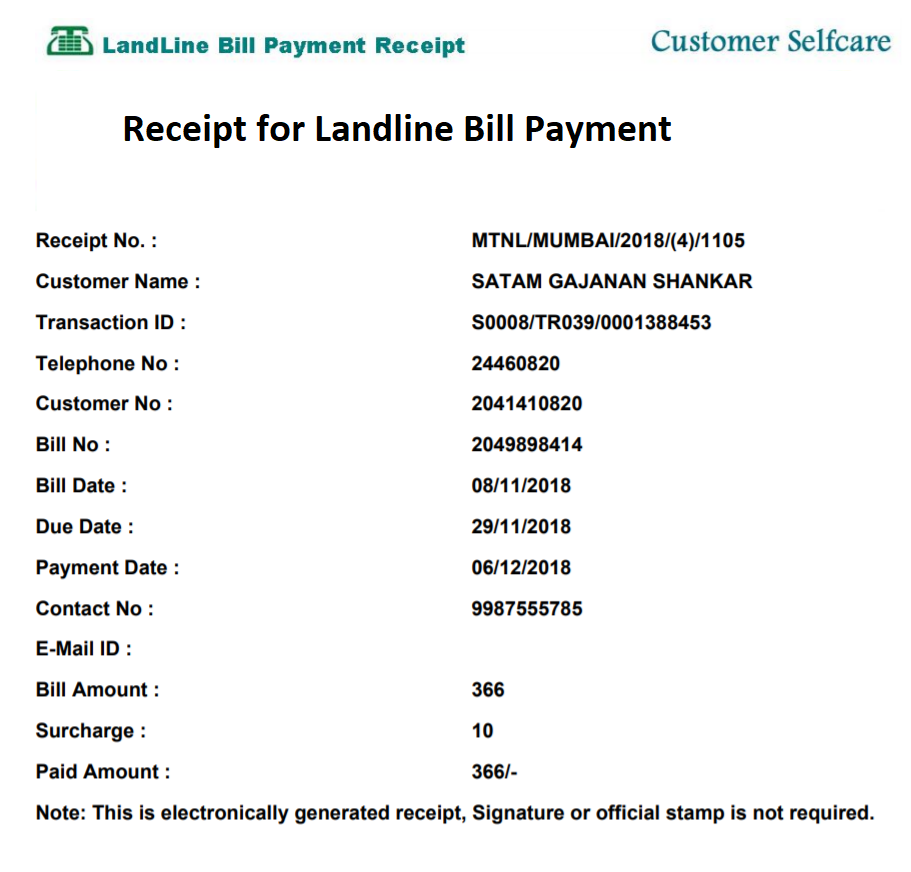 LandLine Bill Payment Receipt Customer Selfcare
Receipt for Landline Bill Payment
Receipt No. : MTNL/MUMBAI/2018/(4)/1105
Customer Name : SATAM GAJANAN SHANKAR
Transaction ID : S0008/TR039/0001388453
Telephone No : 24460820
Customer No : 2041410820
Bill No : 2049898414
Bill Date : 08/11/2018
Due Date : 29/11/2018
Payment Date : 06/12/2018
Contact No : 9987555785
E-Mail ID :
Bill Amount : 366
Surcharge : 10
Paid Amount : 366/-
Note: This is electronically generated receipt, Signature or official stamp is not required.